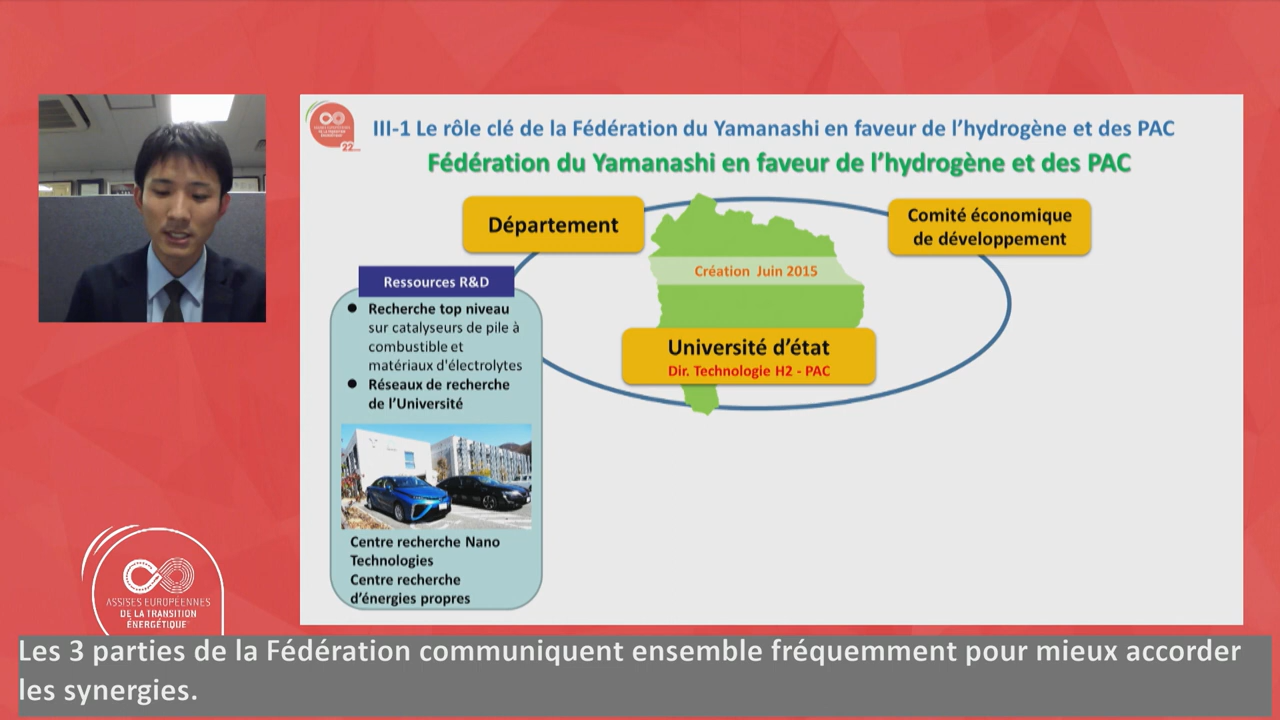 III-1 Le rôle clé de la Fédération du Yamanashi en faveur de l'hydrogène et des PAC
Fédération du Yamanashi en faveur de l'hydrogène et des PAC
Département
Comité économique
de développement
Création Juin 2015
Université d'état
Dir. Technologie H2 - PAC
Ressources R&D
● Recherche top niveau
sur catalyseurs de pile à
combustible et
matériaux d'électrolytes
● Réseaux de recherche
de l'Université
Centre recherche Nano
Technologies
Centre recherche
d'énergies propres
ASSISES EUROPÉENNES
DE LA TRANSITION
ÉNERGÉTIQUE
22
Les 3 parties de la Fédération communiquent ensemble fréquemment pour mieux accorder
les synergies.